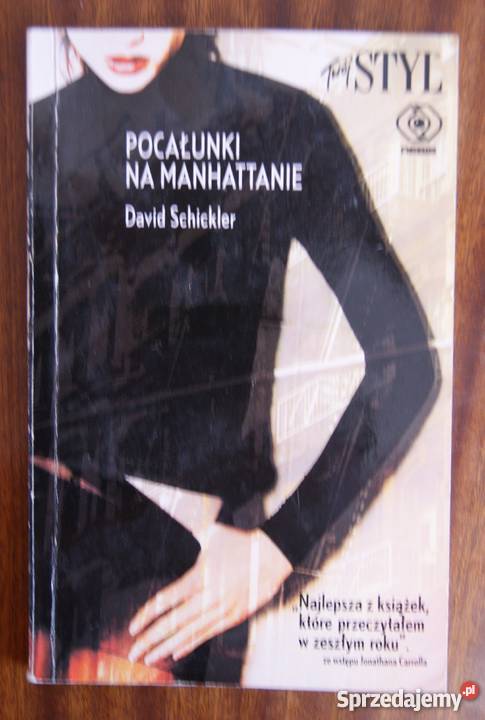 Twój STYL
REBIS
POCAŁUNKI
NA MANHATTANIE
David Schickler
„Najlepsza z książek,
które przeczytałem
w zeszłym roku".
ze wstępu Jonathana Carrolla
Sprzedajemy.pl